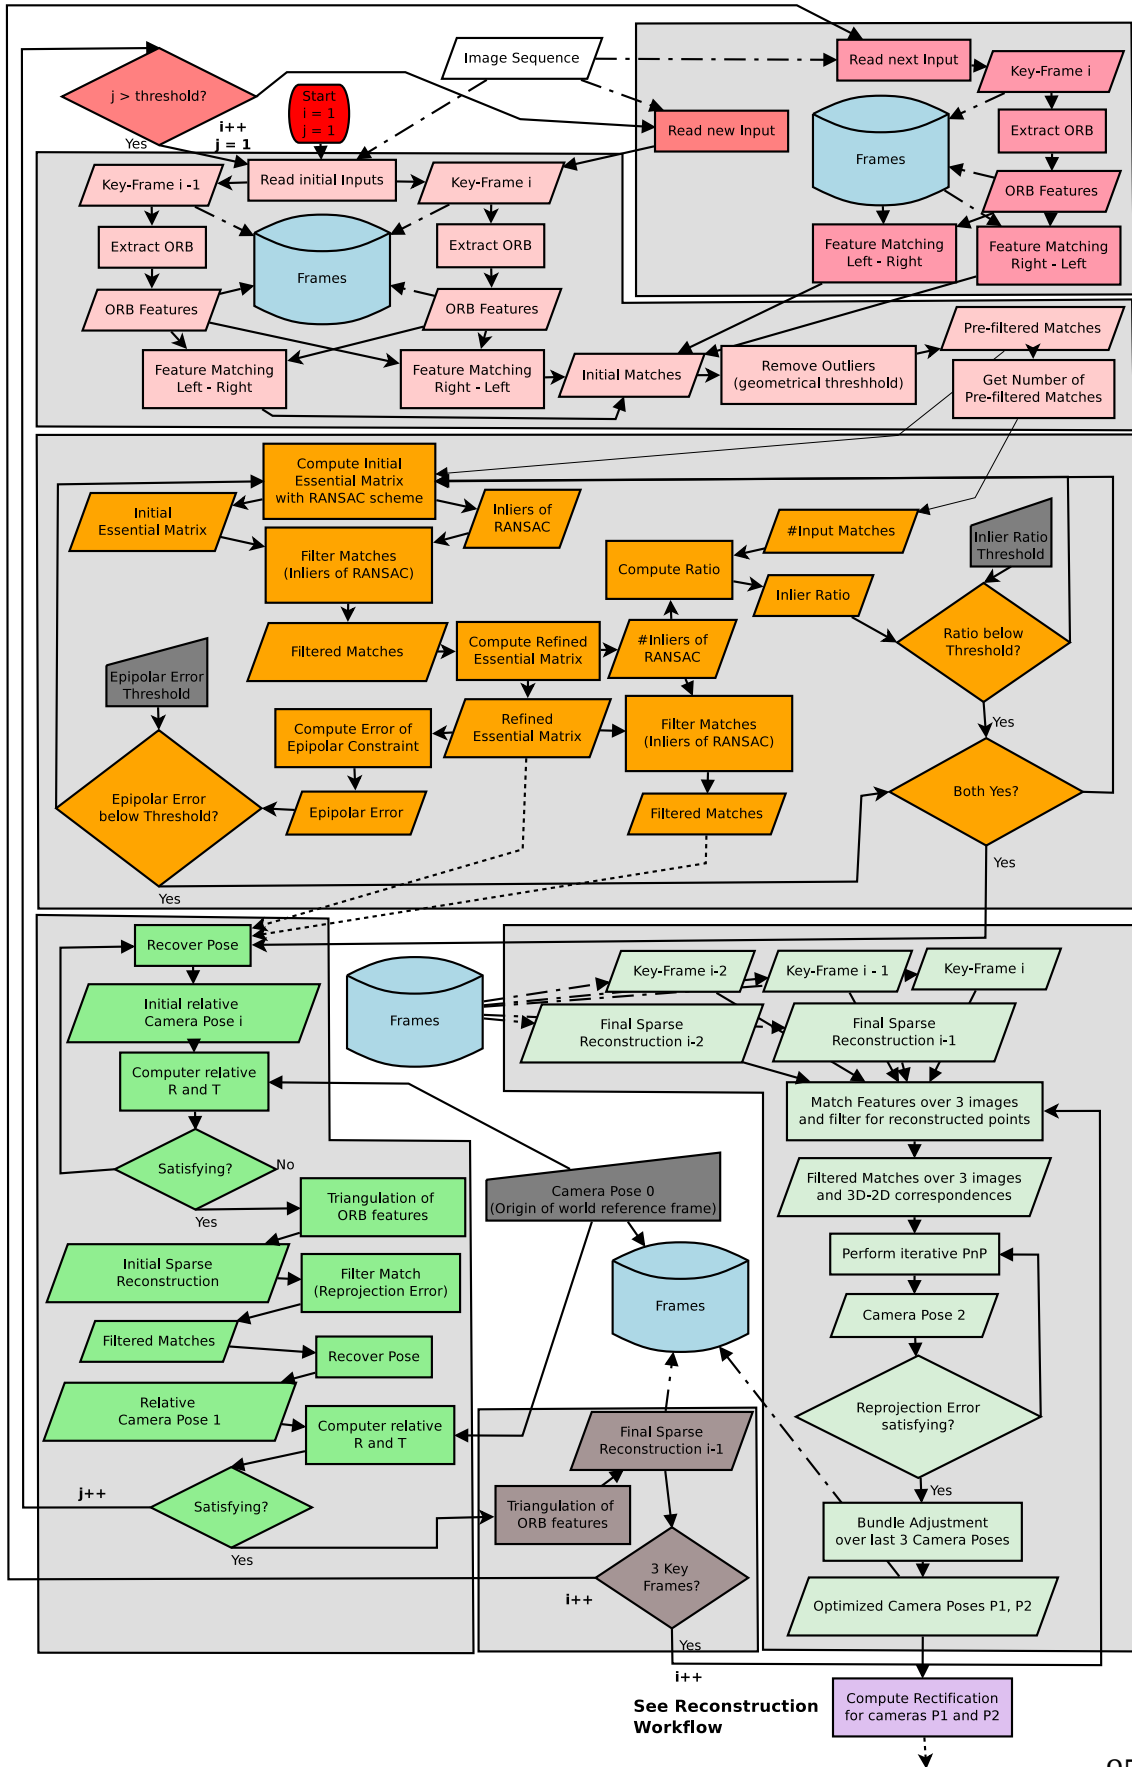 Image Sequence
Read next Input
Key-Frame i
j > threshold?
Start
i = 1
j = 1
i++
j = 1
Yes
Read new Input
Extract ORB
Frames
ORB Features
Feature Matching
Left - Right
Feature Matching
Right - Left
Key-Frame i -1
Read initial Inputs
Key-Frame i
Extract ORB
Frames
Extract ORB
ORB Features
ORB Features
Feature Matching
Left - Right
Feature Matching
Right - Left
Initial Matches
Remove Outliers
(geometrical threshhold)
Pre-filtered Matches
Get Number of
Pre-filtered Matches
Compute Initial
Essential Matrix
with RANSAC scheme
Initial
Essential Matrix
Inliers of
RANSAC
#Input Matches
Inlier Ratio
Threshold
Filter Matches
(Inliers of RANSAC)
Compute Ratio
Inlier Ratio
Filtered Matches
Compute Refined
Essential Matrix
#Inliers of
RANSAC
Ratio below
Threshold?
Yes
Epipolar Error
Threshold
Compute Error of
Epipolar Constraint
Refined
Essential Matrix
Filter Matches
(Inliers of RANSAC)
Epipolar Error
below Threshold?
Yes
Epipolar Error
Filtered Matches
Both Yes?
Yes
Recover Pose
Initial relative
Camera Pose i
Computer relative
R and T
Satisfying?
No
Yes
Triangulation of
ORB features
Initial Sparse
Reconstruction
Filter Match
(Reprojection Error)
Filtered Matches
Recover Pose
Relative
Camera Pose 1
Computer relative
R and T
j++
Satisfying?
Yes
Frames
Key-Frame i-2
Key-Frame i - 1
Key-Frame i
Final Sparse
Reconstruction i-2
Final Sparse
Reconstruction i-1
Match Features over 3 images
and filter for reconstructed points
Filtered Matches over 3 images
and 3D-2D correspondences
Perform iterative PnP
Camera Pose 2
Reprojection Error
satisfying?
Yes
Bundle Adjustment
over last 3 Camera Poses
Optimized Camera Poses P1, P2
Camera Pose 0
(Origin of world reference frame)
Frames
Final Sparse
Reconstruction i-1
Triangulation of
ORB features
3 Key
Frames?
i++
Yes
i++
See Reconstruction
Workflow
Compute Rectification
for cameras P1 and P2